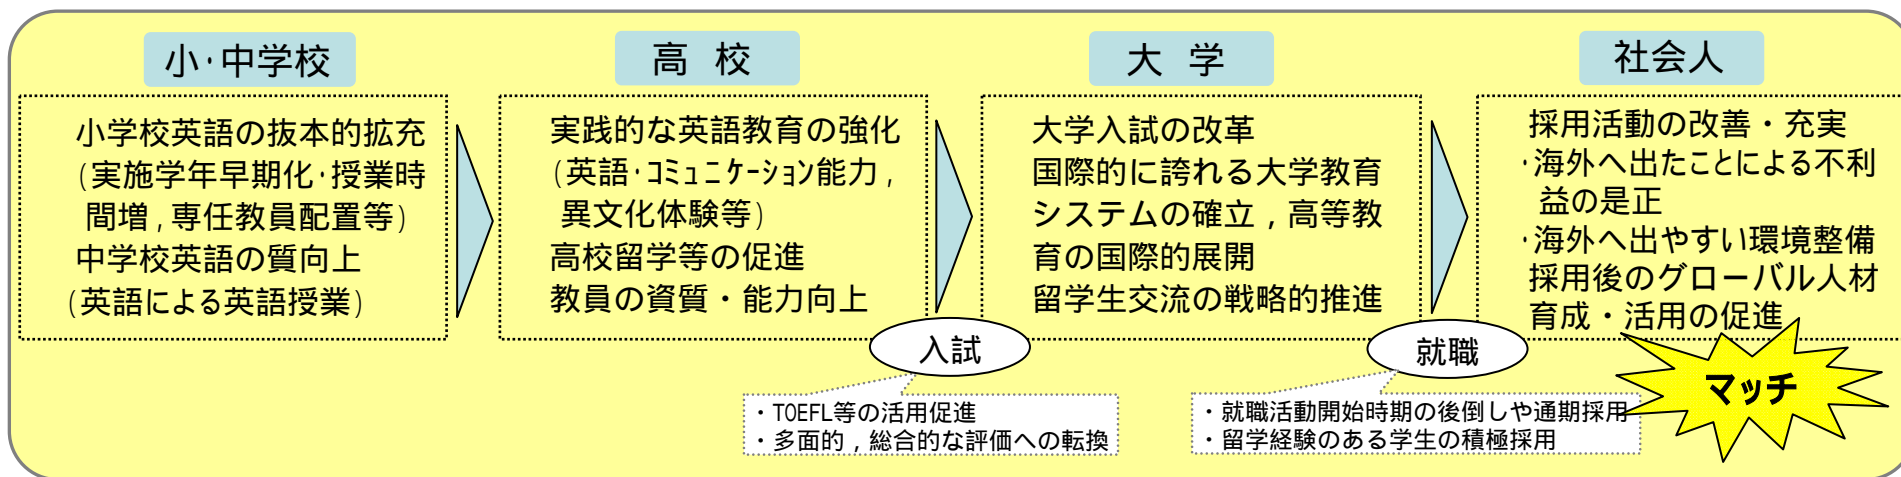 小・中学校
小学校英語の抜本的拡充
(実施学年早期化・授業時
間増,専任教員配置等)
中学校英語の質向上
(英語による英語授業)
高 校
実践的な英語教育の強化
(英語・ｺﾐｭﾆｹｰｼｮﾝ能力,
異文化体験等)
高校留学等の促進
教員の資質・能力向上
入試
・TOEFL等の活用促進
・多面的,総合的な評価への転換
大 学
大学入試の改革
国際的に誇れる大学教育
システムの確立,高等教
育の国際的展開
留学生交流の戦略的推進
就職
・就職活動開始時期の後倒しや通期採用
・留学経験のある学生の積極採用
社会人
採用活動の改善・充実
・海外へ出たことによる不利
益の是正
・海外へ出やすい環境整備
採用後のグローバル人材
育成・活用の促進
マッチ